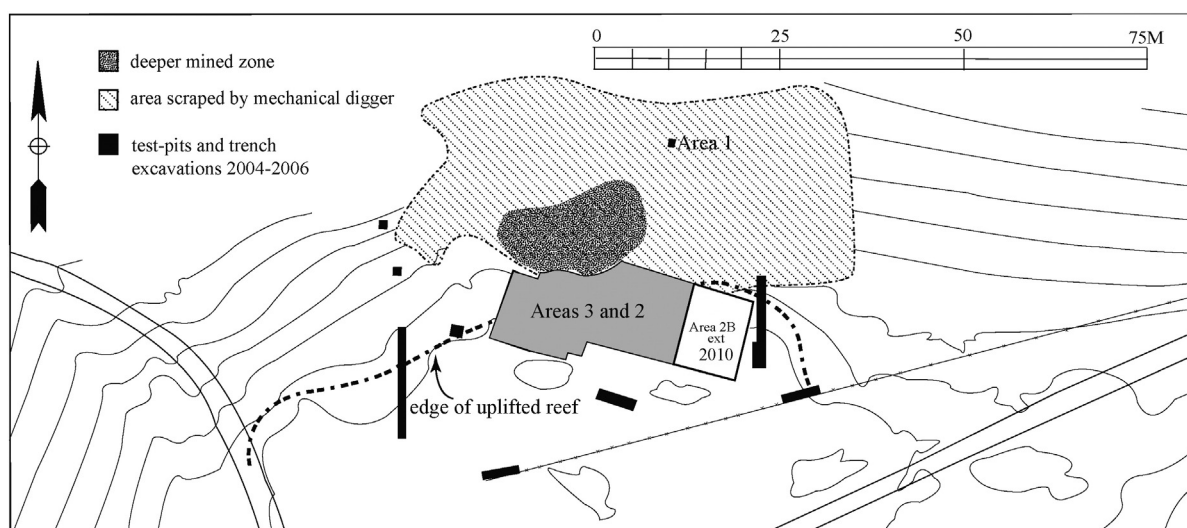 0 25 50 75M
deeper mined zone
area scraped by mechanical digger
test-pits and trench
excavations 2004-2006
Area 1
Areas 3 and 2
Area 2B
ext
2010
edge of uplifted reef